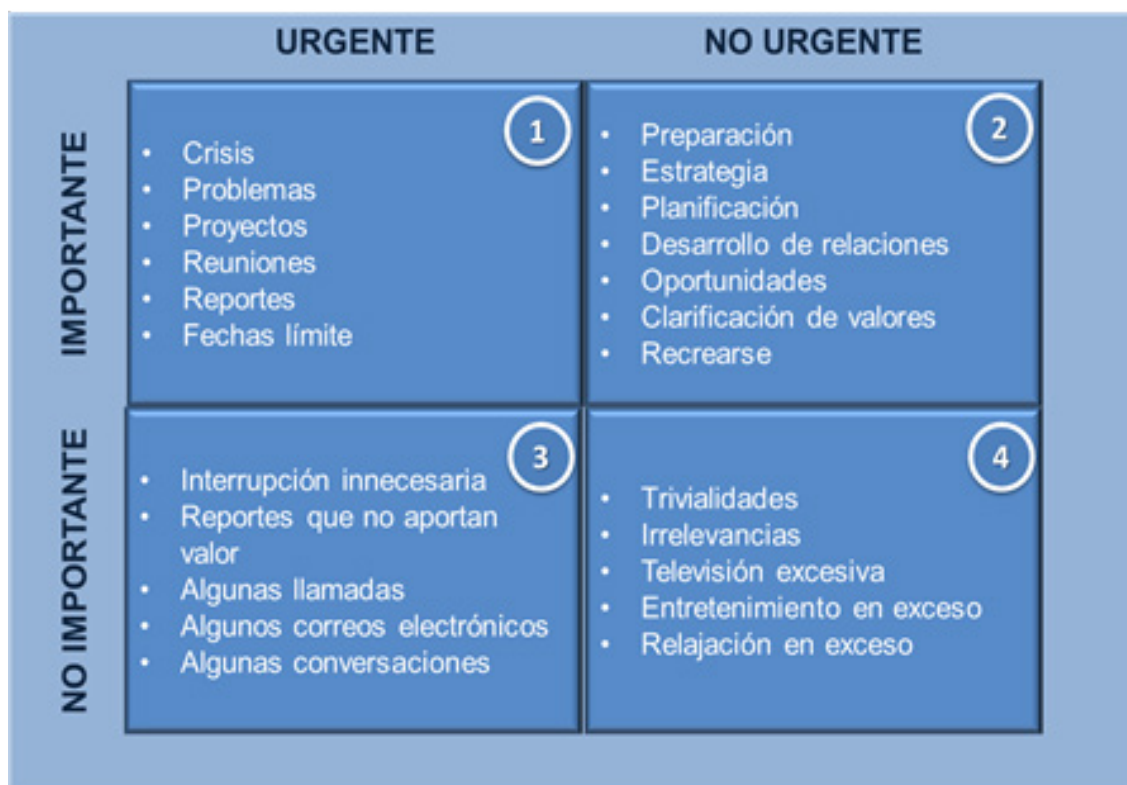 URGENTE
NO URGENTE
IMPORTANTE
1
• Crisis
• Problemas
• Proyectos
• Reuniones
• Reportes
• Fechas límite
2
• Preparación
• Estrategia
• Planificación
• Desarrollo de relaciones
• Oportunidades
• Clarificación de valores
• Recrearse
NO IMPORTANTE
3
• Interrupción innecesaria
• Reportes que no aportan
valor
• Algunas llamadas
• Algunos correos electrónicos
• Algunas conversaciones
4
• Trivialidades
• Irrelevancias
• Televisión excesiva
• Entretenimiento en exceso
• Relajación en exceso